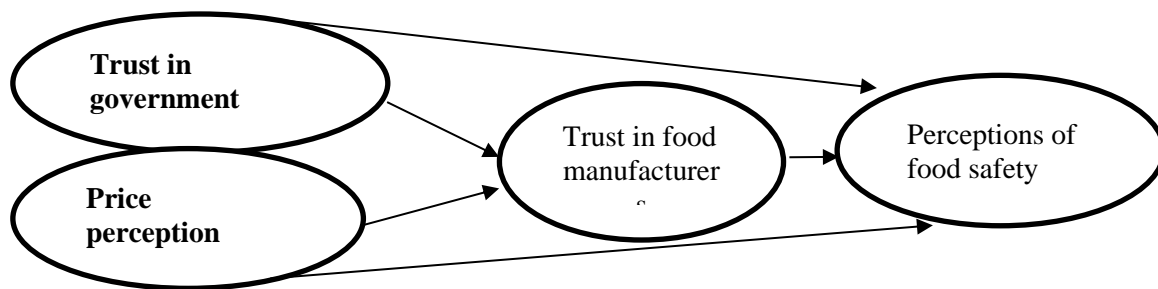 Trust in
government
Price
perception
Trust in food
manufacturer
s
Perceptions of
food safety